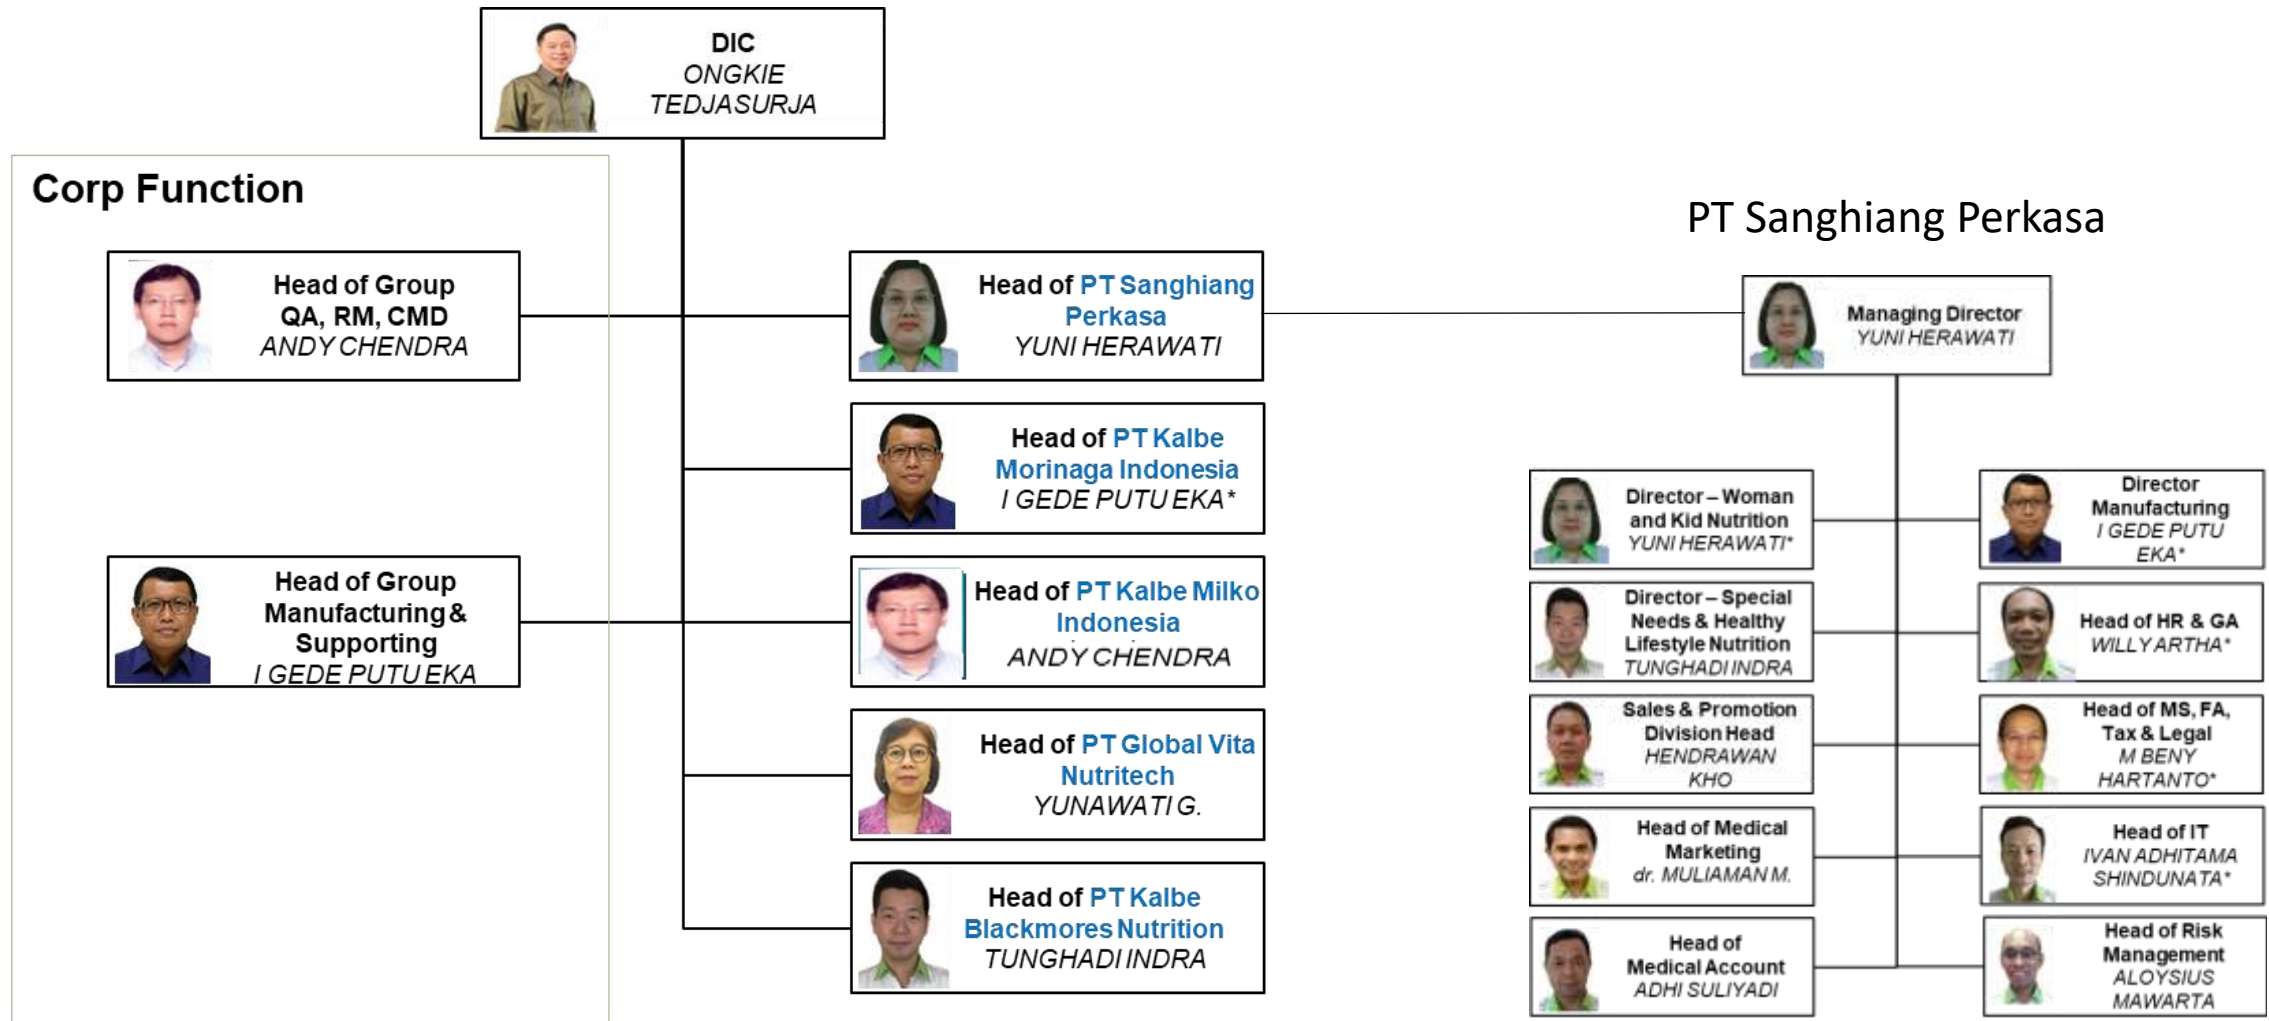 DIC
ONGKIE
TEDJASURJA
Corp Function
Head of Group
QA, RM, CMD
ANDY CHENDRA
Head of Group
Manufacturing &
Supporting
I GEDE PUTU EKA
Head of PT Sanghiang
Perkasa
YUNI HERAWATI
Head of PT Kalbe
Morinaga Indonesia
I GEDE PUTU EKA*
Head of PT Kalbe Milko
Indonesia
ANDY CHENDRA
Head of PT Global Vita
Nutritech
YUNAWATI G.
Head of PT Kalbe
Blackmores Nutrition
TUNGHADI INDRA
PT Sanghiang Perkasa
Managing Director
YUNI HERAWATI
Director – Woman
and Kid Nutrition
YUNI HERAWATI*
Director – Special
Needs & Healthy
Lifestyle Nutrition
TUNGHADI INDRA
Sales & Promotion
Division Head
HENDRAWAN
KHO
Head of Medical
Marketing
dr. MULIAMAN M.
Head of
Medical Account
ADHI SULIYADI
Director
Manufacturing
I GEDE PUTU
EKA*
Head of HR & GA
WILLY ARTHA*
Head of MS, FA,
Tax & Legal
M BENY
HARTANTO*
Head of IT
IVAN ADHITAMA
SHINDUNATA*
Head of Risk
Management
ALOYSIUS
MAWARTA